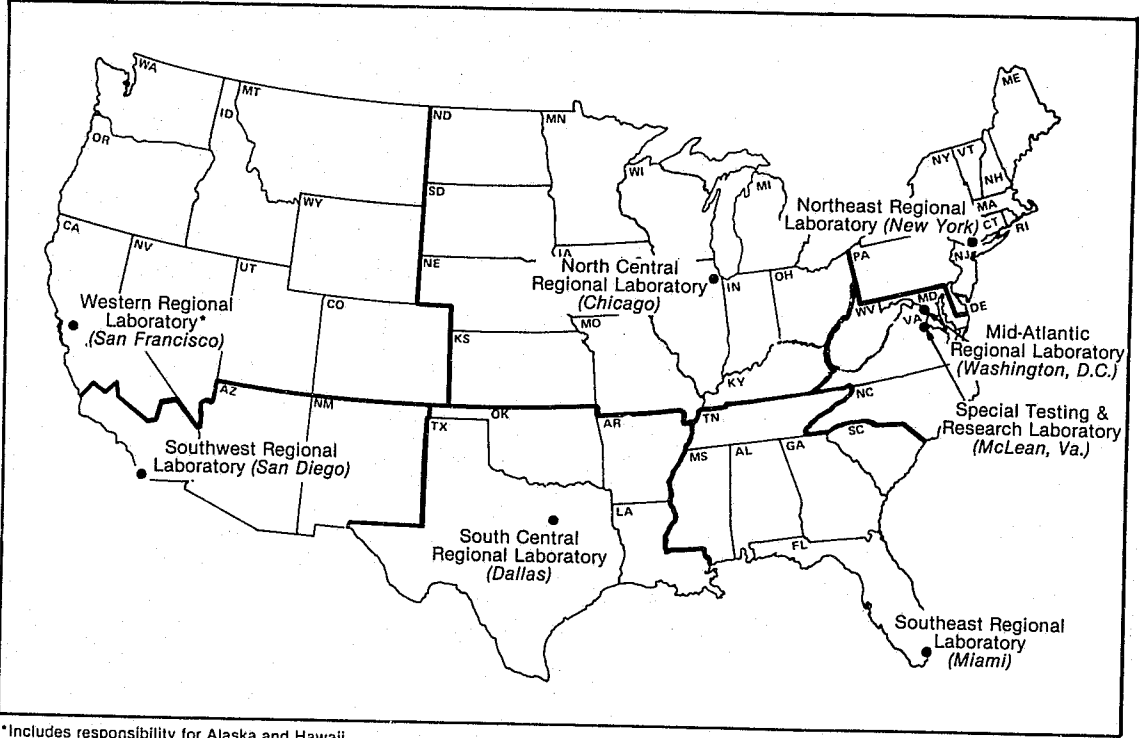 WA
MT
ID
OR
ND
MN
SD
WI
MI
ME
NY
VT
NH
MA
CT
RI
WY
CA
NV
UT
NE
IA
CO
KS
MO
IN
OH
PA
NJ
WV
MD
DE
VA
KY
AZ
NM
TX
OK
AR
TN
NC
SC
MS
AL
GA
LA
FL
Northeast Regional
Laboratory (New York)
North Central
Regional Laboratory
(Chicago)
Western Regional
Laboratory*
(San Francisco)
Mid-Atlantic
Regional Laboratory
(Washington, D.C.)
Special Testing &
Research Laboratory
(McLean, Va.)
Southwest Regional
Laboratory (San Diego)
South Central
Regional Laboratory
(Dallas)
Southeast Regional
Laboratory
(Miami)
*Includes responsibility for Alaska and Hawaii